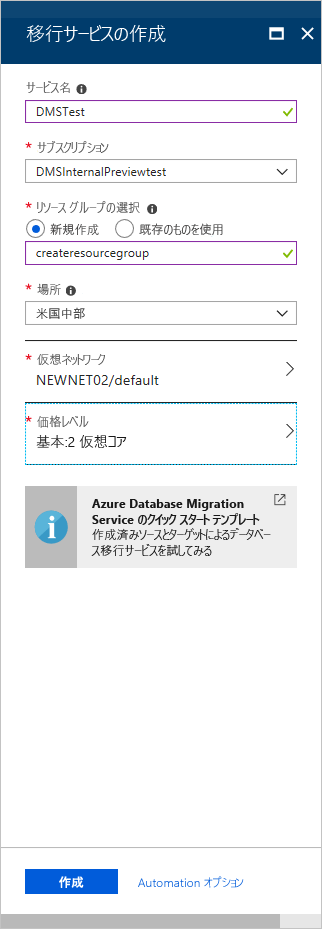 移行サービスの作成
サービス名
DMSTest
* サブスクリプション
DMSInternalPreviewtest
* リソース グループの選択
新規作成 既存のものを使用
createresourcegroup
* 場所
米国中部
* 仮想ネットワーク
NEWNET02/default
* 価格レベル
基本:2 仮想コア
Azure Database Migration
Service のクイック スタート テンプレート
作成済みソースとターゲットによるデータベ
ース移行サービスを試してみる
作成 Automation オプション